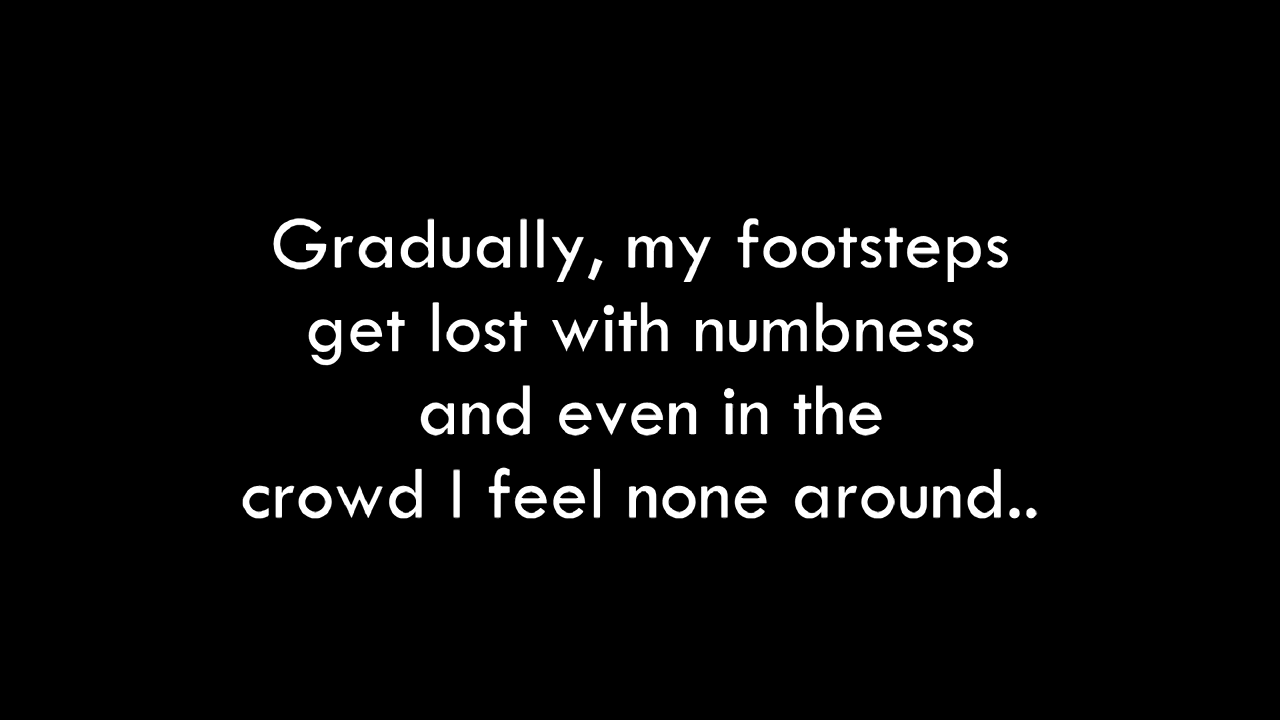 Gradually, my footsteps
get lost with numbness
and even in the
crowd I feel none around..